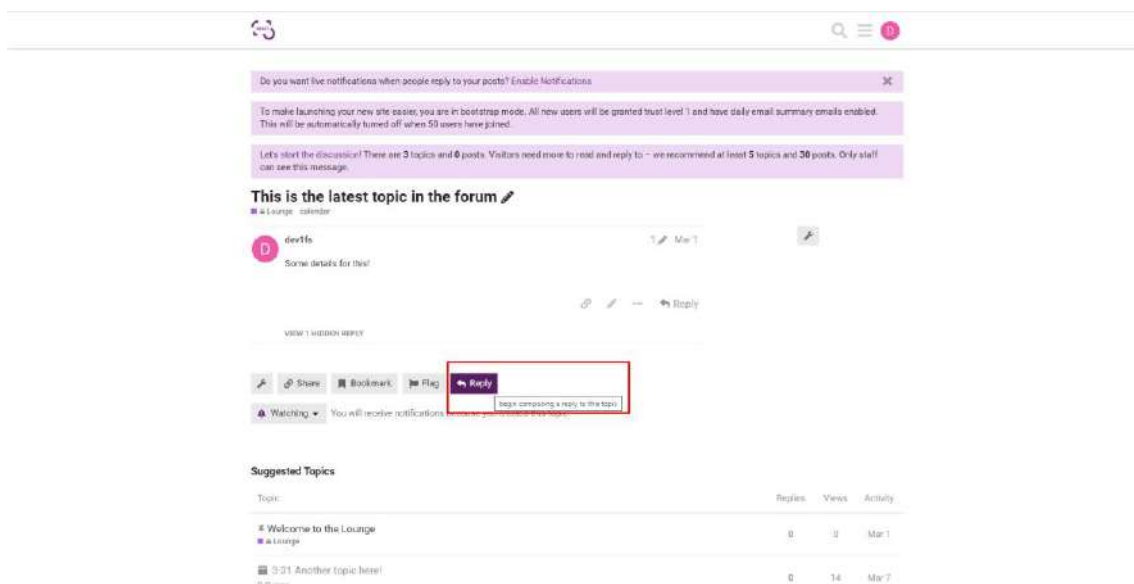 D
Do you want live notifications when people reply to your posts? Enable Notifications
To make launching your new site easier, you are in bootstrap mode. All new users will be granted trust level 1 and have daily email summary emails enabled.
This will be automatically turned off when 50 users have joined.
Let's start the discussion! There are 3 topics and 0 posts. Visitors need more to read and reply to – we recommend at least 5 topics and 30 posts. Only staff
can see this message.
This is the latest topic in the forum
Lounge calendar
D
dev1fs
1 Mar 1
Some details for this!
Reply
VIEW 1 HIDDEN REPLY
Share Bookmark Flag Reply
begin composing a reply to this topic
Watching You will receive notifications
Suggested Topics
Topic Replies Views Activity
Welcome to the Lounge 0 Mar 1
Lounge
Another topic here! 0 14 Mar 7